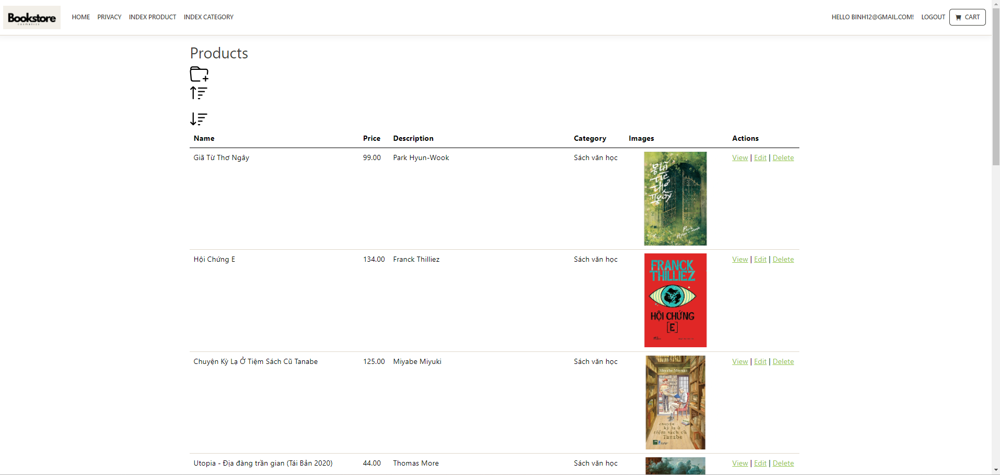 Bookstore
cosmetics
HOME PRIVACY INDEX PRODUCT INDEX CATEGORY HELLO BINH12@GMAIL.COM! LOGOUT CART
Products
Name Price Description Category Images Actions
Giã Từ Thơ Ngây 99.00 Park Hyun-Wook Sách văn học View | Edit | Delete
giã
từ
thơ
ngây
Park
Hyun-wook
Hội Chứng E 134.00 Franck Thilliez Sách văn học View | Edit | Delete
FRANCK
THILLIEZ
HỘI CHỨNG
[E]
Chuyện Kỳ Lạ Ở Tiệm Sách Cũ Tanabe 125.00 Miyabe Miyuki Sách văn học View | Edit | Delete
Miyabe Miyuki
chuyện
kỳ lạ ở
tiệm sách cũ
Tanabe
Utopia - Địa đàng trần gian (Tái Bản 2020) 44.00 Thomas More Sách văn học View | Edit | Delete